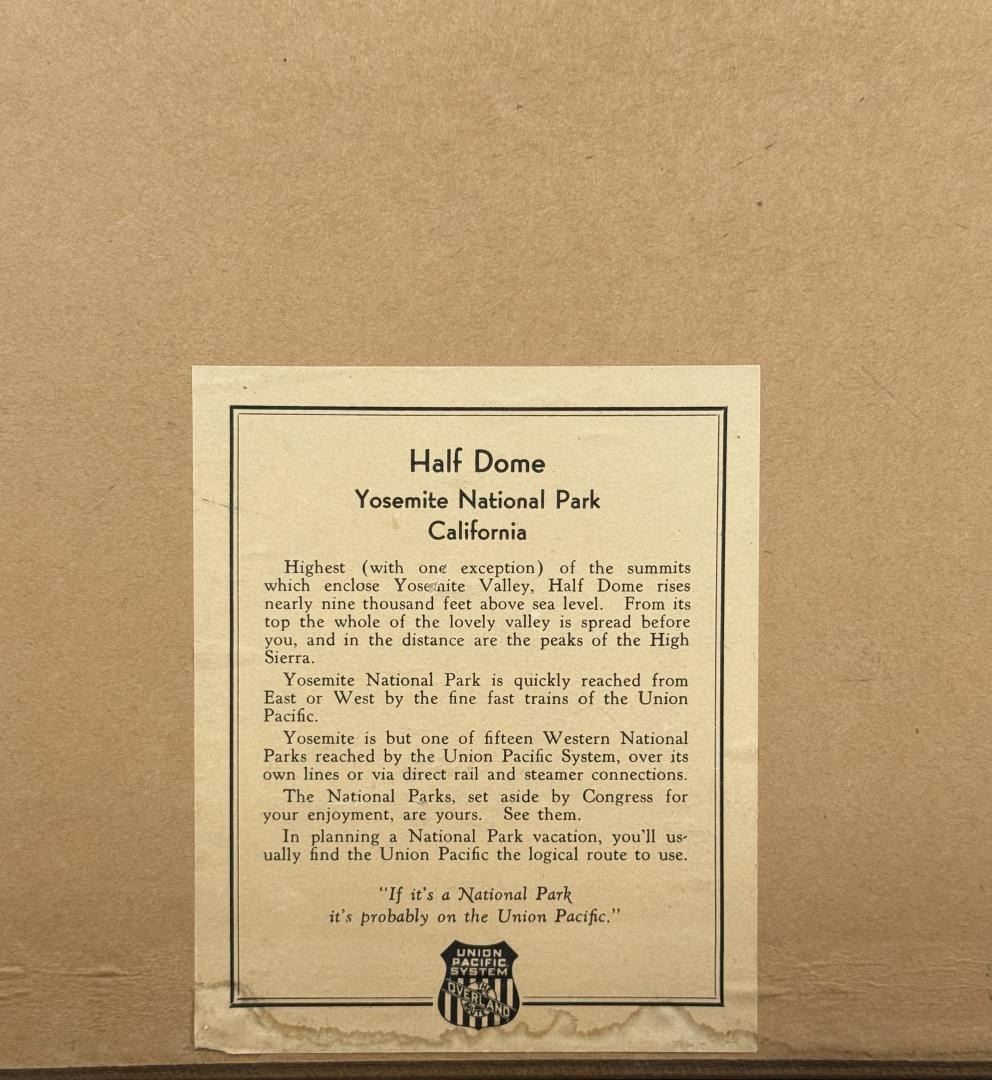 Half Dome
Yosemite National Park
California
Highest (with one exception) of the summits
which enclose Yosemite Valley, Half Dome rises
nearly nine thousand feet above sea level. From its
top the whole of the lovely valley is spread before
you, and in the distance are the peaks of the High
Sierra.
Yosemite National Park is quickly reached from
East or West by the fine fast trains of the Union
Pacific.
Yosemite is but one of fifteen Western National
Parks reached by the Union Pacific System, over its
own lines or via direct rail and steamer connections.
The National Parks, set aside by Congress for
your enjoyment, are yours. See them.
In planning a National Park vacation, you'll us-
ually find the Union Pacific the logical route to use.
"If it's a National Park
it's probably on the Union Pacific."
UNION
PACIFIC
SYSTEM
THE
OVERLAND
ROUTE